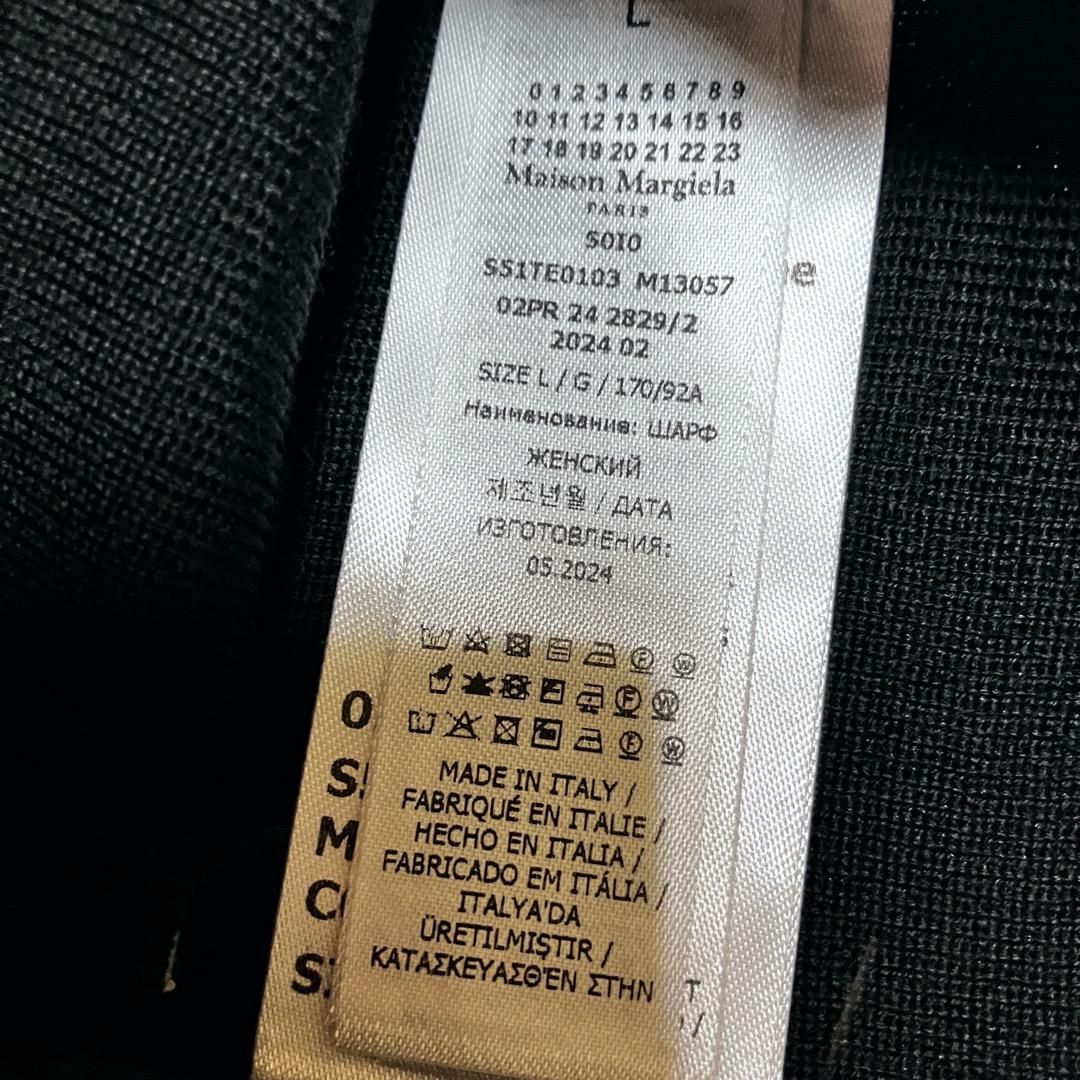 L
0 1 2 3 4 5 6 7 8 9
10 11 12 13 14 15 16
17 18 19 20 21 22 23
Maison Margiela
PARIS
S0I0
SS1TE0103 M13057
02PR 24 2829/2
2024 02
SIZE L / G / 170/92A
Наименование: ШАРФ
ЖЕНСКИЙ
제조년월 / ДАТА
ИЗГОТОВЛЕНИЯ:
05.2024
MADE IN ITALY /
FABRIQUÉ EN ITALIE /
HECHO EN ITALIA /
FABRICADO EM ITÁLIA /
ITALYA'DA
ÜRETILMIŞTIR /
ΚΑΤΑΣΚΕΥΑΣΘΈΝ ΣΤΗΝ